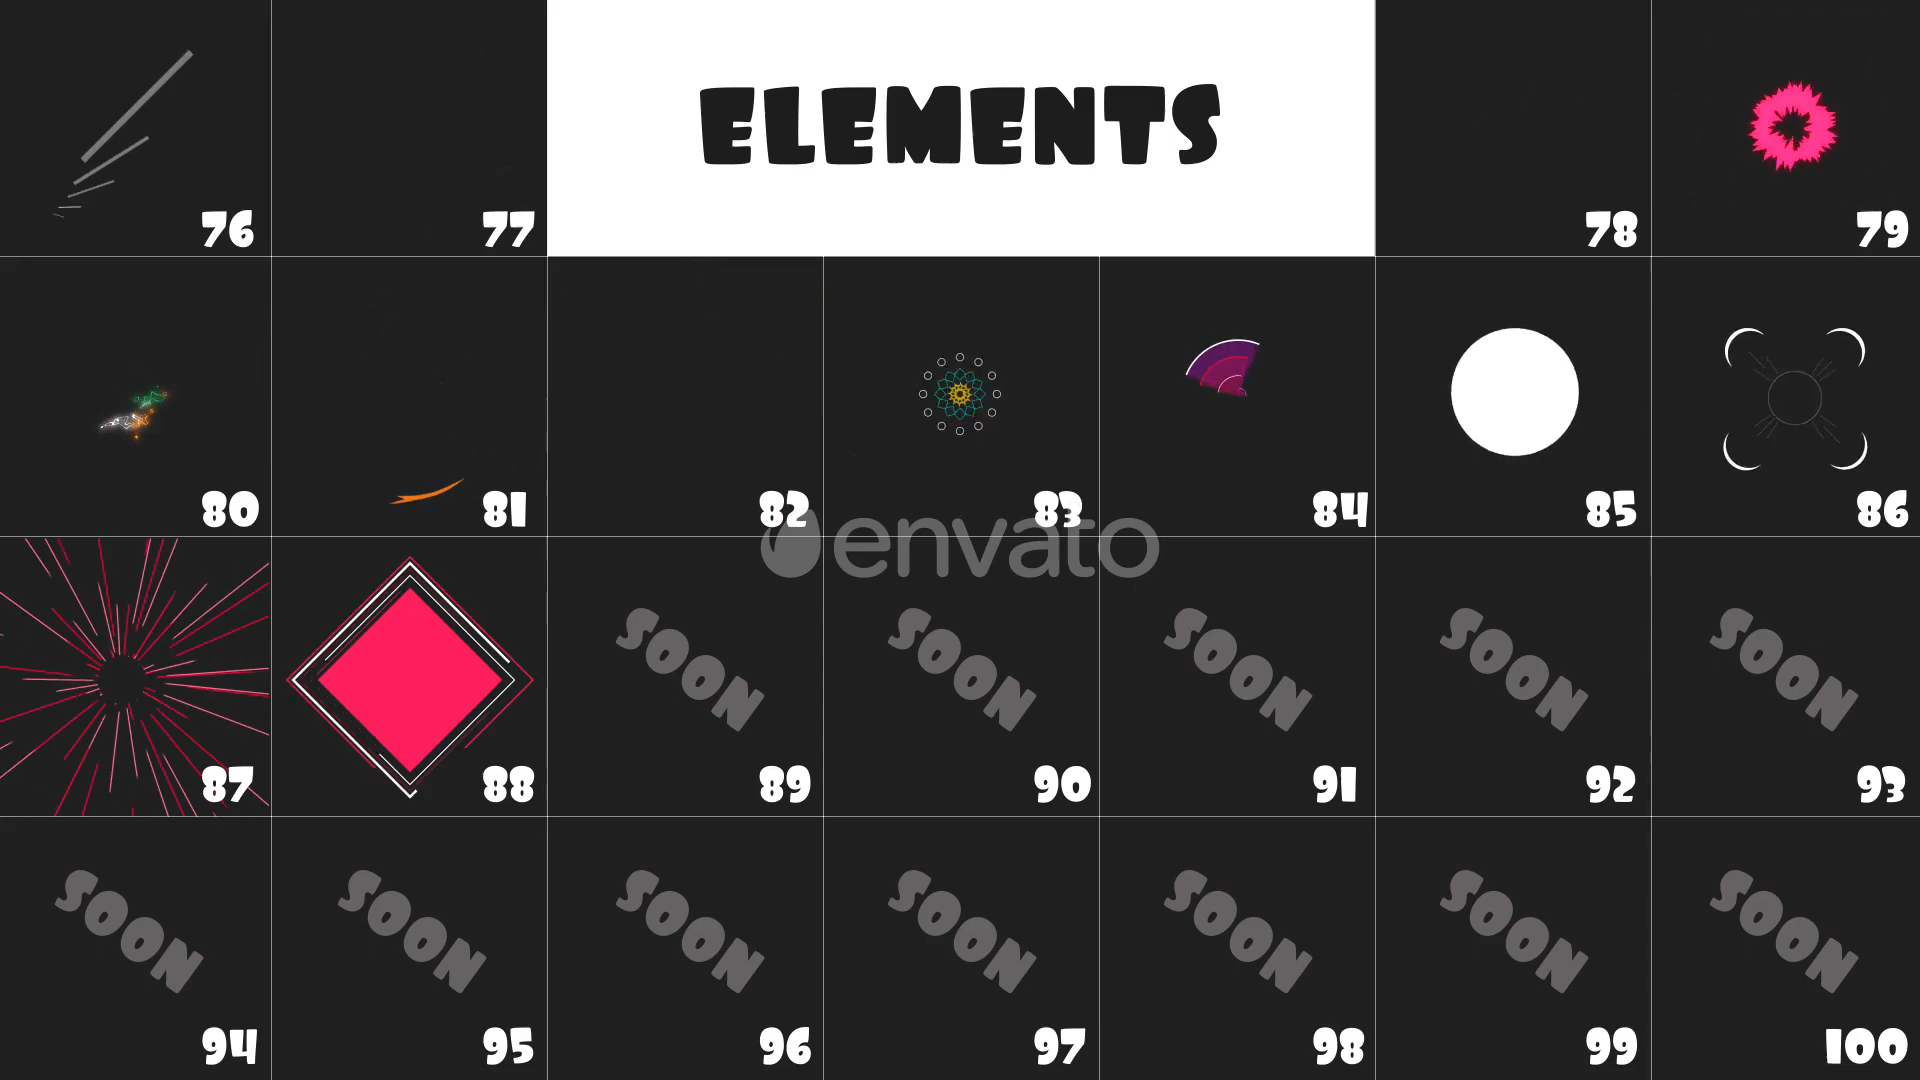 ELEMENTS
76 77 78 79
80 81 82 83 84 85 86
envato
SOON SOON SOON SOON SOON
87 88 89 90 91 92 93
SOON SOON SOON SOON SOON SOON SOON
94 95 96 97 98 99 100